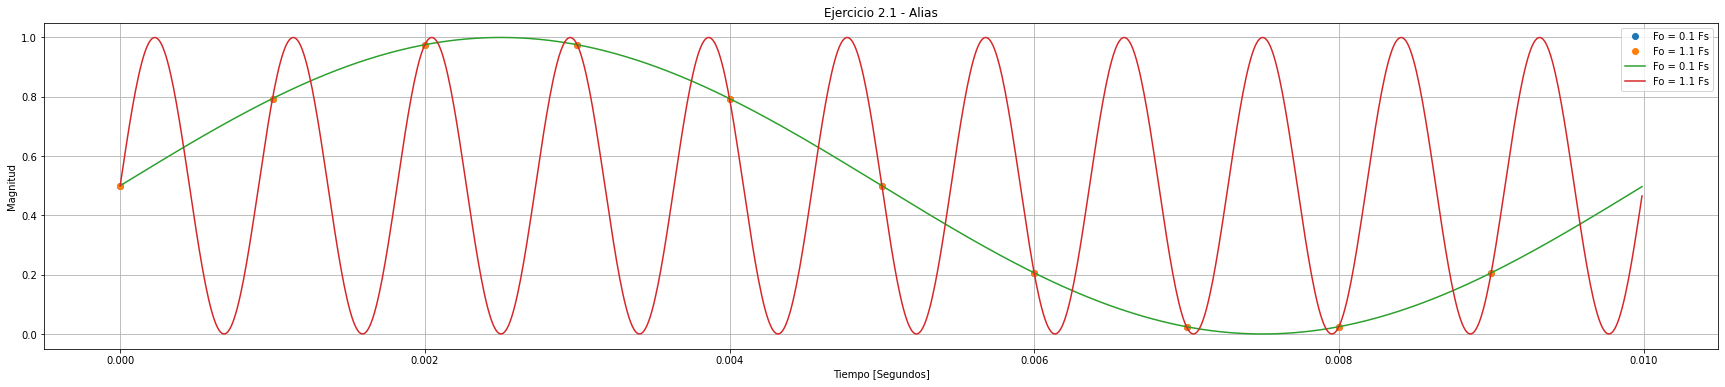 Ejercicio 2.1 - Alias
Fo = 0.1 Fs
Fo = 1.1 Fs
Fo = 0.1 Fs
Fo = 1.1 Fs
Magnitud
1.0
0.8
0.6
0.4
0.2
0.0
0.000 0.002 0.004 0.006 0.008 0.010
Tiempo [Segundos]